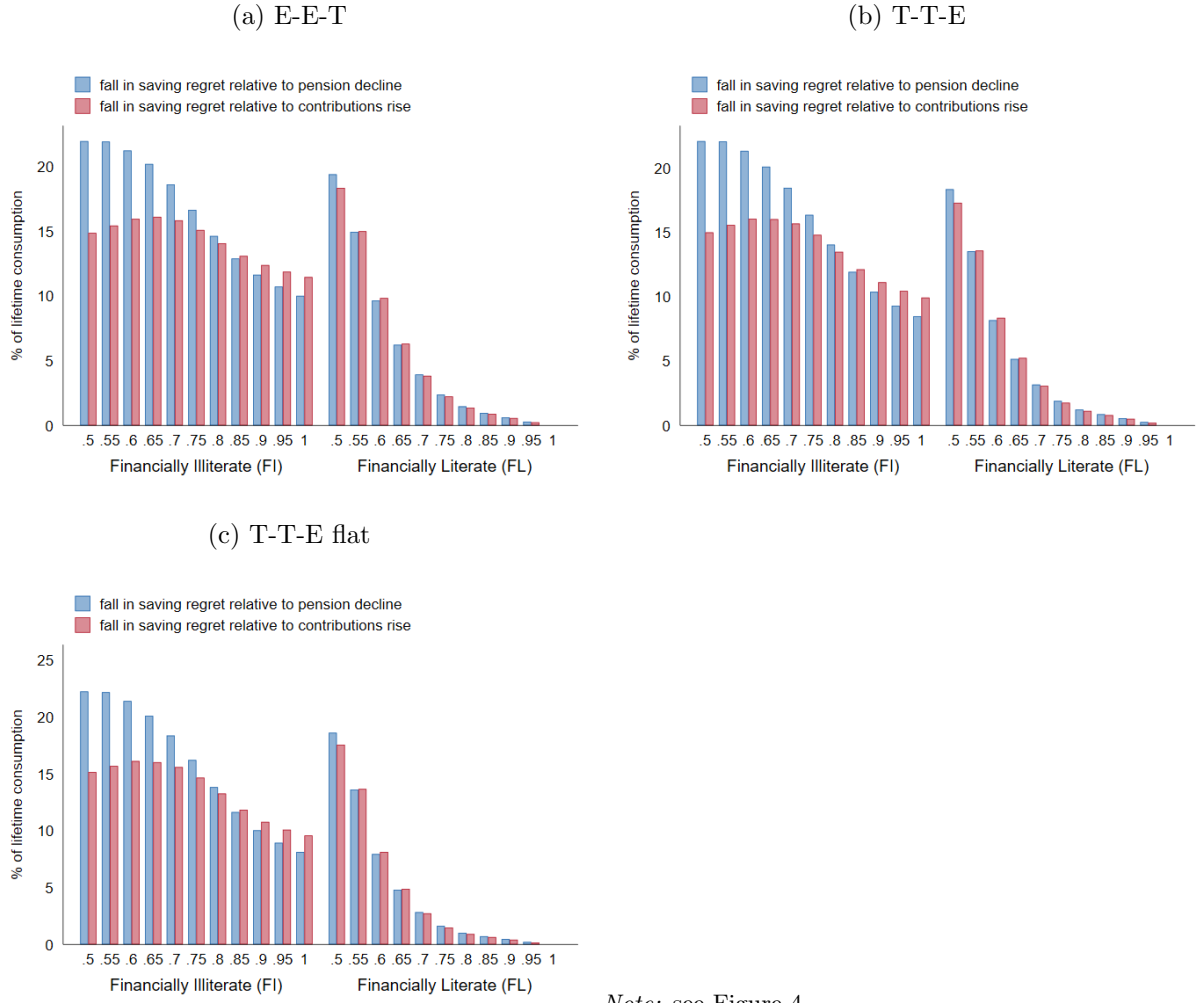 (a) E-E-T
fall in saving regret relative to pension decline
fall in saving regret relative to contributions rise
% of lifetime consumption
20
15
10
5
0
.5 .55 .6 .65 .7 .75 .8 .85 .9 .95 1 .5 .55 .6 .65 .7 .75 .8 .85 .9 .95 1
Financially Illiterate (FI) Financially Literate (FL)
(b) T-T-E
fall in saving regret relative to pension decline
fall in saving regret relative to contributions rise
% of lifetime consumption
20
15
10
5
0
.5 .55 .6 .65 .7 .75 .8 .85 .9 .95 1 .5 .55 .6 .65 .7 .75 .8 .85 .9 .95 1
Financially Illiterate (FI) Financially Literate (FL)
(c) T-T-E flat
fall in saving regret relative to pension decline
fall in saving regret relative to contributions rise
% of lifetime consumption
25
20
15
10
5
0
.5 .55 .6 .65 .7 .75 .8 .85 .9 .95 1 .5 .55 .6 .65 .7 .75 .8 .85 .9 .95 1
Financially Illiterate (FI) Financially Literate (FL)
Note: see Figure 4